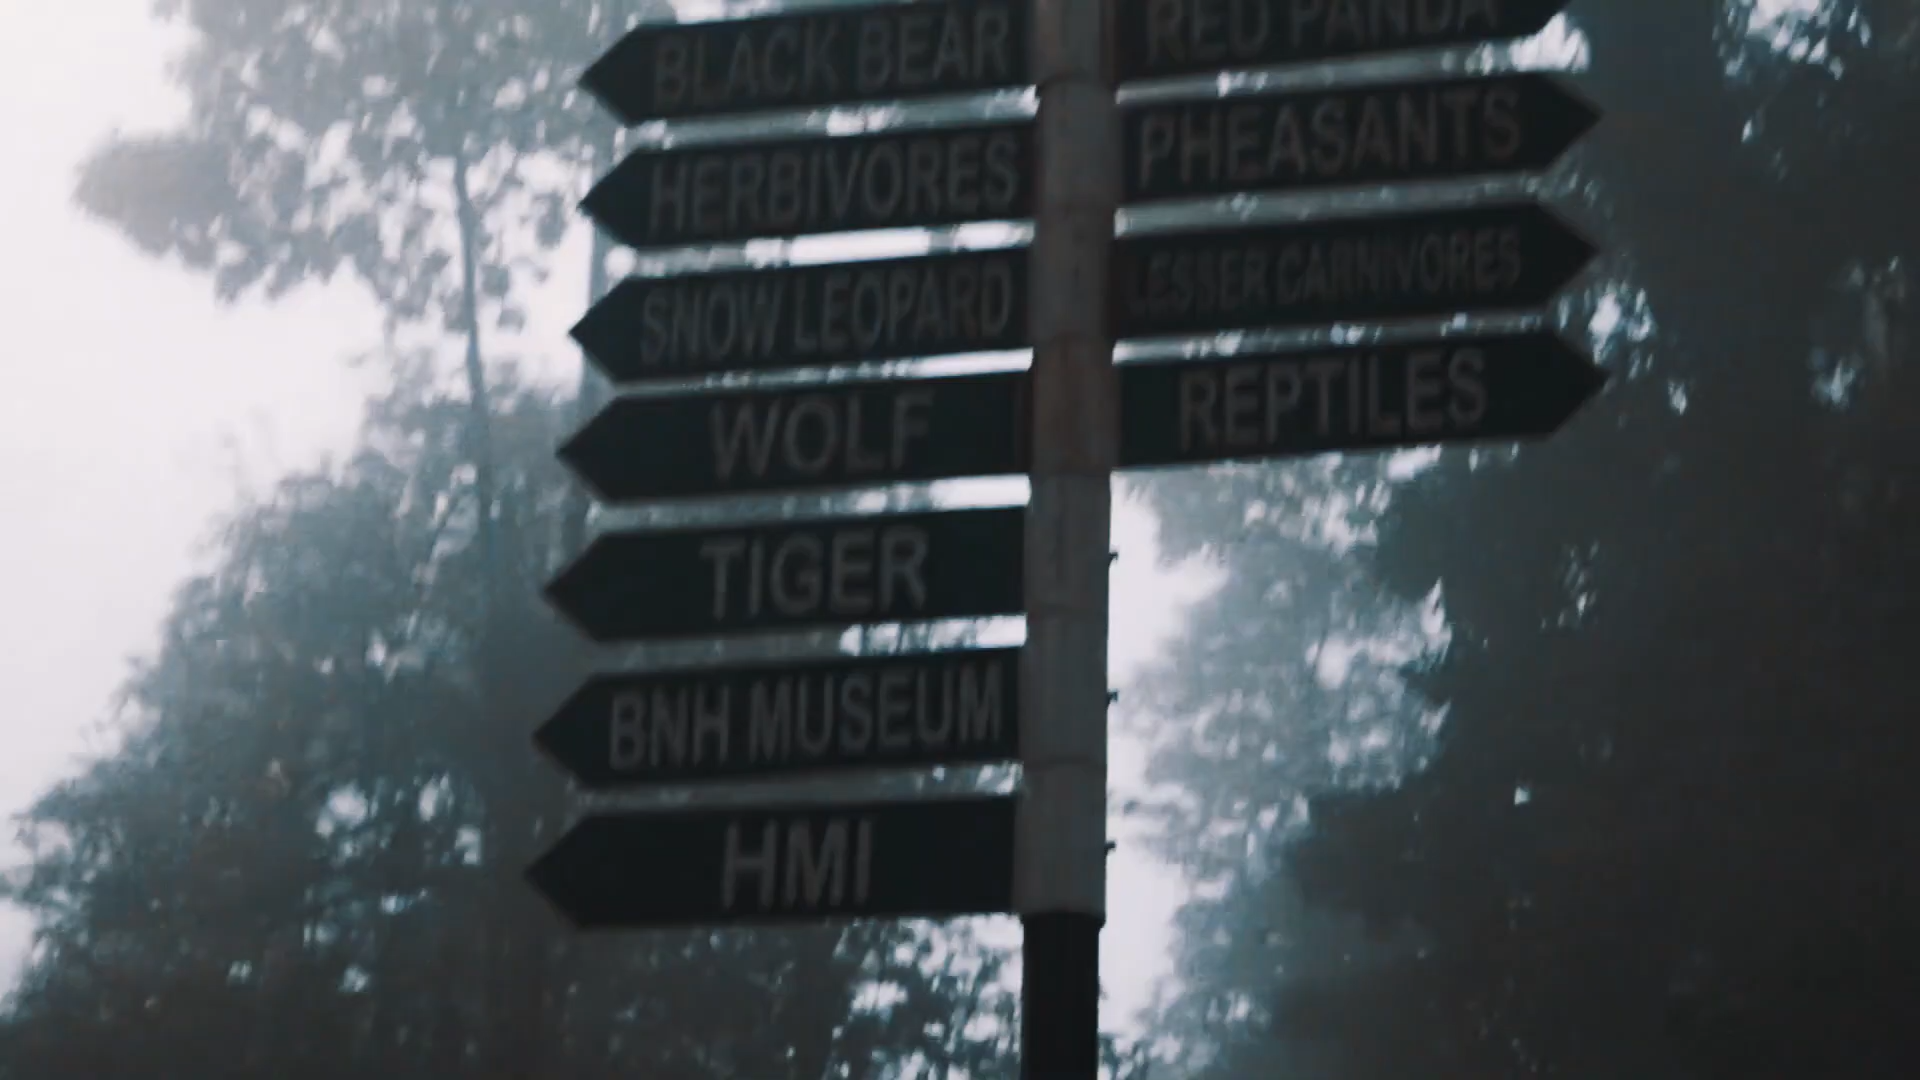 BLACK BEAR
RED PANDA
HERBIVORES
PHEASANTS
SNOW LEOPARD
LESSER CARNIVORES
WOLF
REPTILES
TIGER
BNH MUSEUM
HMI